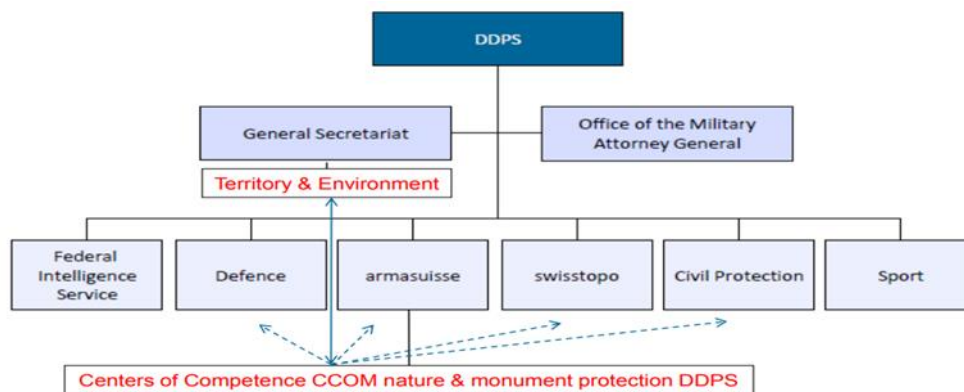 DDPS
General Secretariat
Office of the Military
Attorney General
Territory & Environment
Federal
Intelligence
Service
Defence
armasuisse
swisstopo
Civil Protection
Sport
Centers of Competence CCOM nature & monument protection DDPS